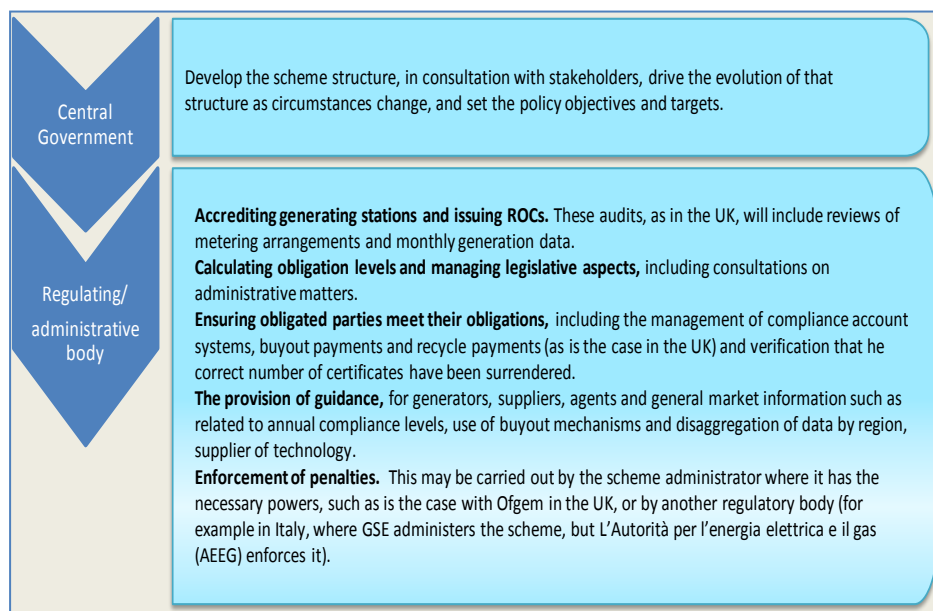 Central
Government
Develop the scheme structure, in consultation with stakeholders, drive the evolution of that
structure as circumstances change, and set the policy objectives and targets.
Regulating/
administrative
body
Accrediting generating stations and issuing ROCs. These audits, as in the UK, will include reviews of
metering arrangements and monthly generation data.
Calculating obligation levels and managing legislative aspects, including consultations on
administrative matters.
Ensuring obligated parties meet their obligations, including the management of compliance account
systems, buyout payments and recycle payments (as is the case in the UK) and verification that he
correct number of certificates have been surrendered.
The provision of guidance, for generators, suppliers, agents and general market information such as
related to annual compliance levels, use of buyout mechanisms and disaggregation of data by region,
supplier of technology.
Enforcement of penalties. This may be carried out by the scheme administrator where it has the
necessary powers, such as is the case with Ofgem in the UK, or by another regulatory body (for
example in Italy, where GSE administers the scheme, but L'Autorità per l'energia elettrica e il gas
(AEEG) enforces it).